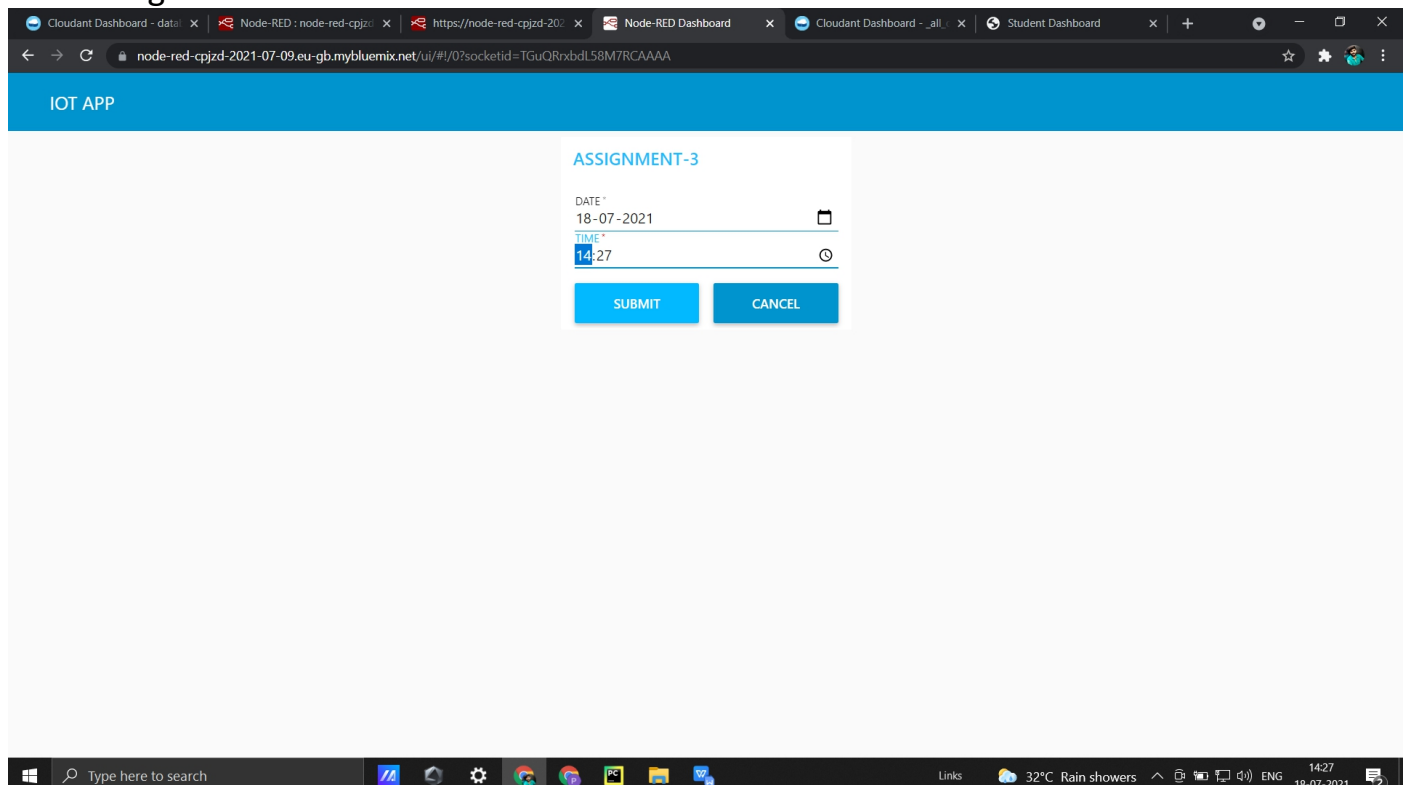 Cloudant Dashboard - data
Node-RED : node-red-cpjzd
https://node-red-cpjzd-202
Node-RED Dashboard
Cloudant Dashboard - _all_
Student Dashboard
node-red-cpjzd-2021-07-09.eu-gb.mybluemix.net/ui/#!/0?socketid=TGuQRrxbdL58M7RCAAAA
IOT APP
ASSIGNMENT-3
DATE *
18-07-2021
TIME *
14:27
SUBMIT CANCEL
Type here to search
Links
32°C Rain showers
ENG
14:27
18-07-2021